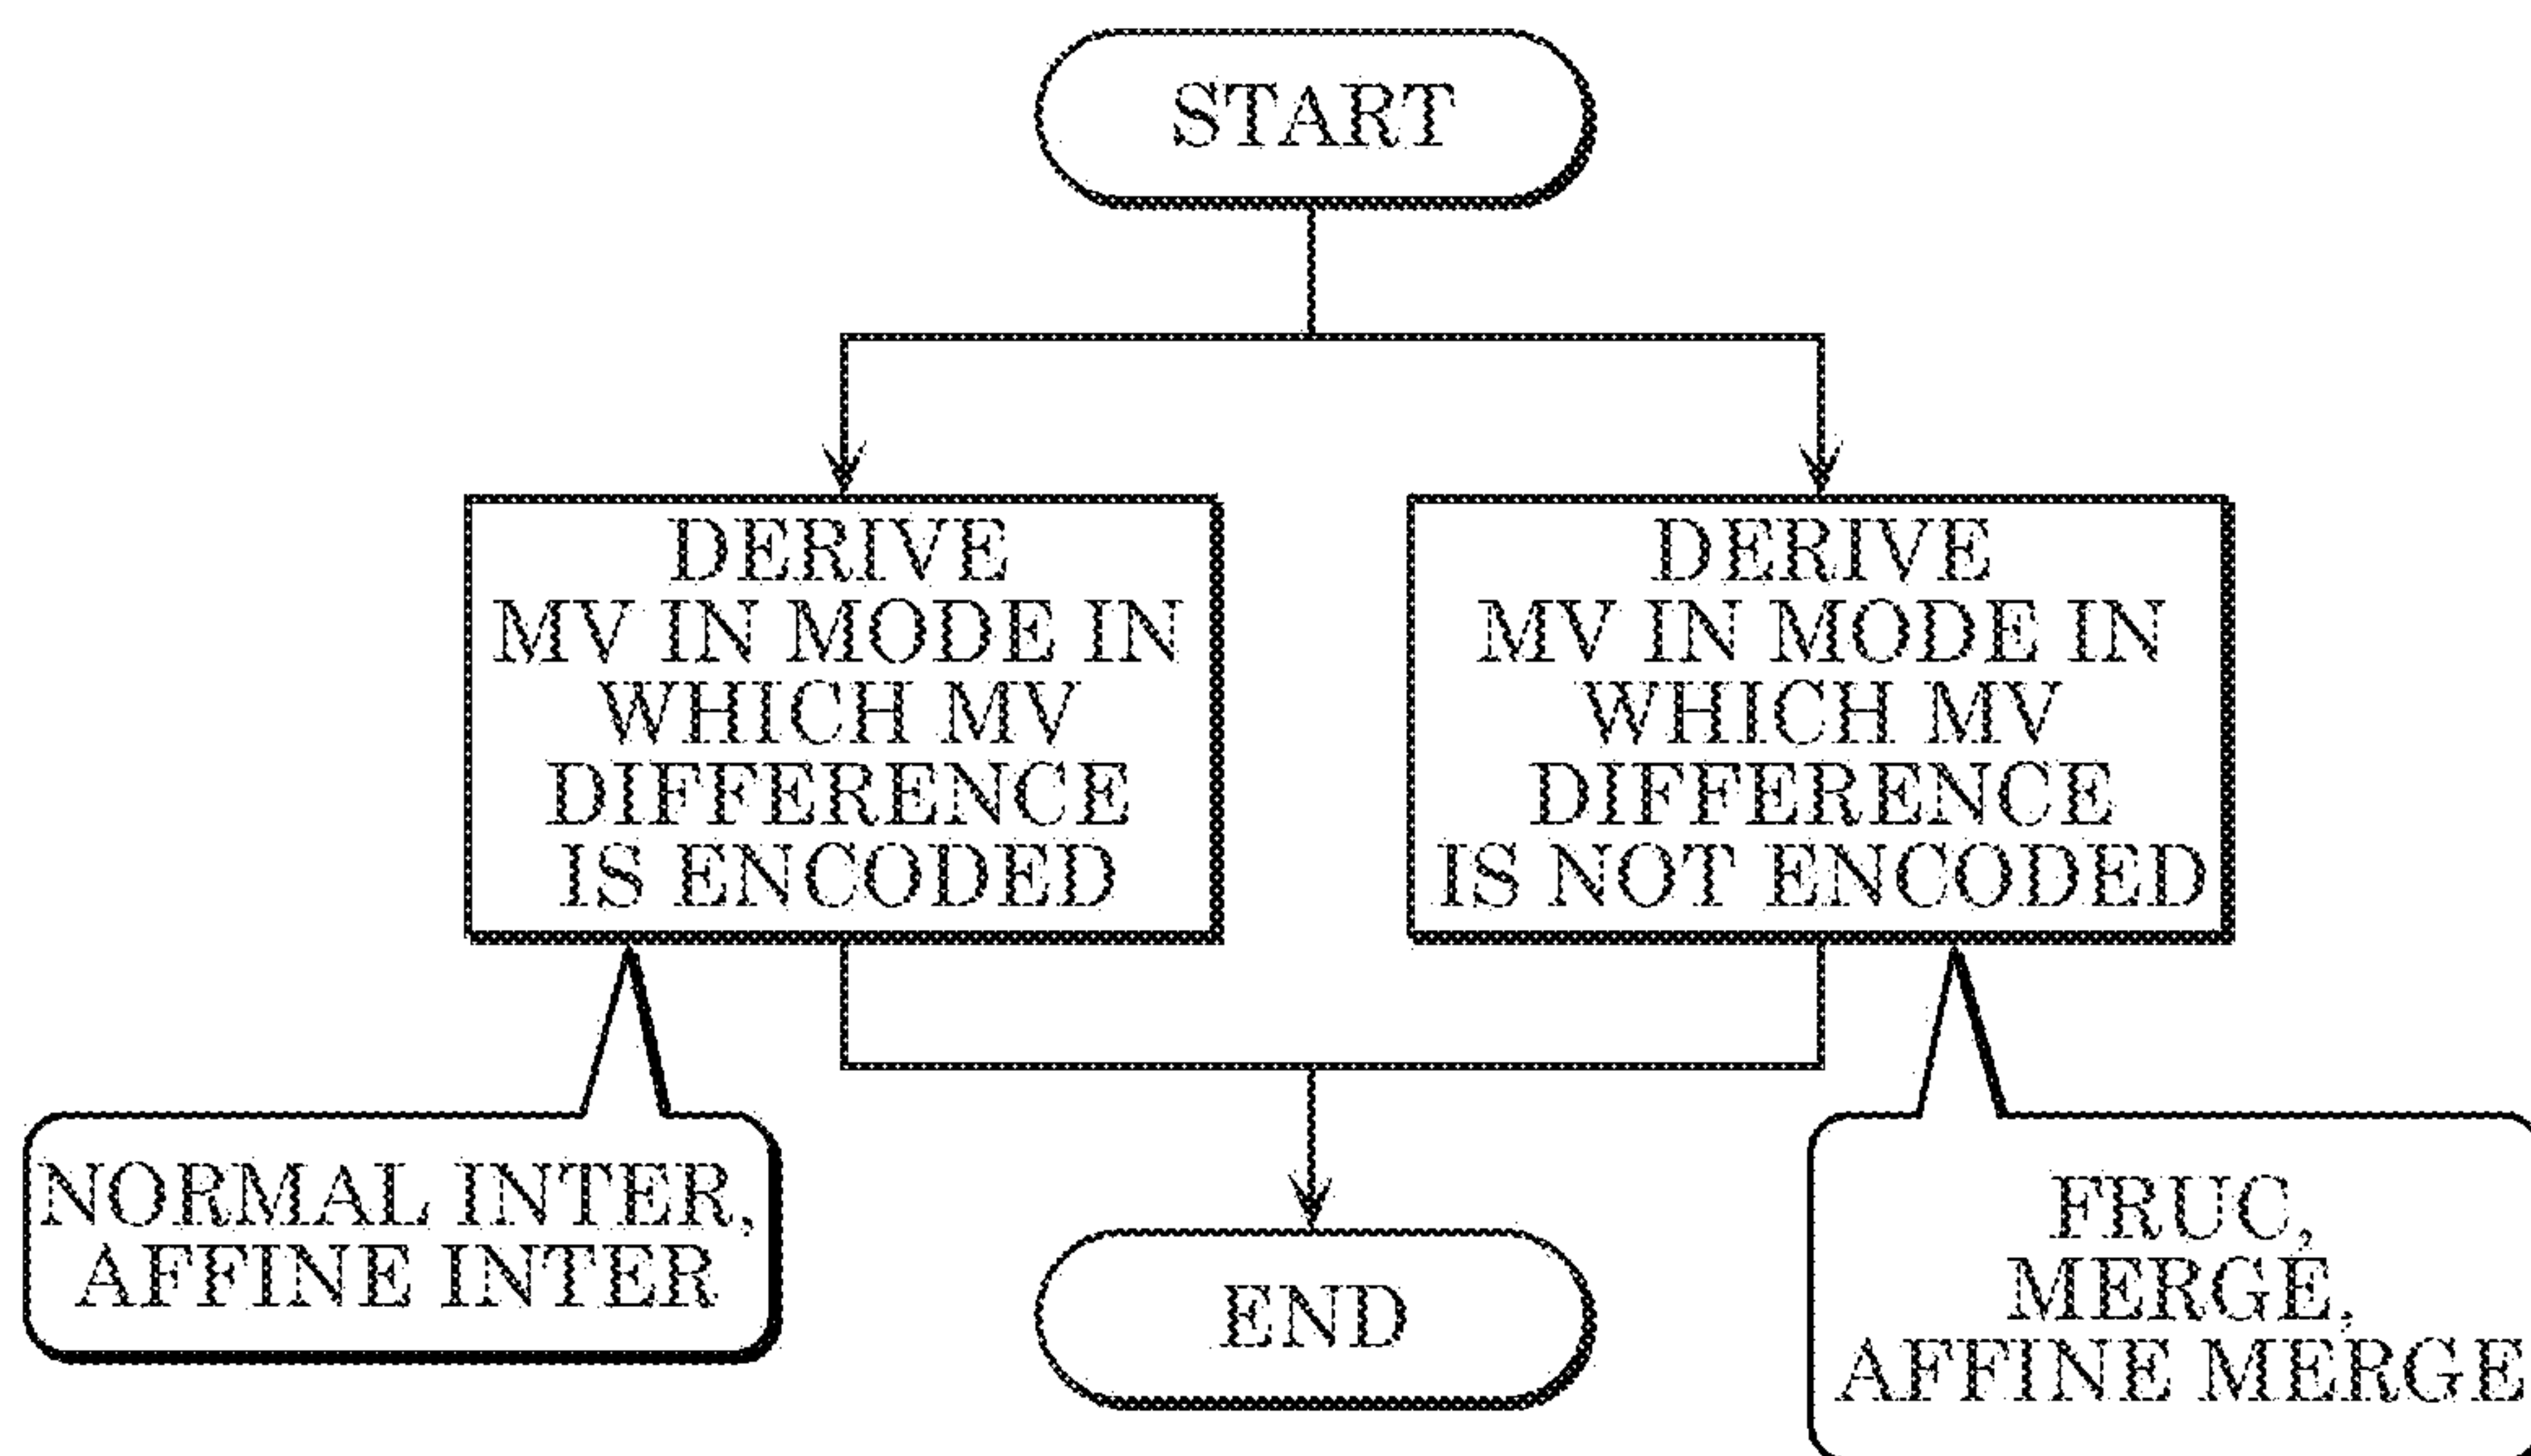 START
DERIVE
MV IN MODE IN
WHICH MV
DIFFERENCE
IS ENCODED
DERIVE
MV IN MODE IN
WHICH MV
DIFFERENCE
IS NOT ENCODED
NORMAL INTER,
AFFINE INTER
FRUC,
MERGE,
AFFINE MERGE
END